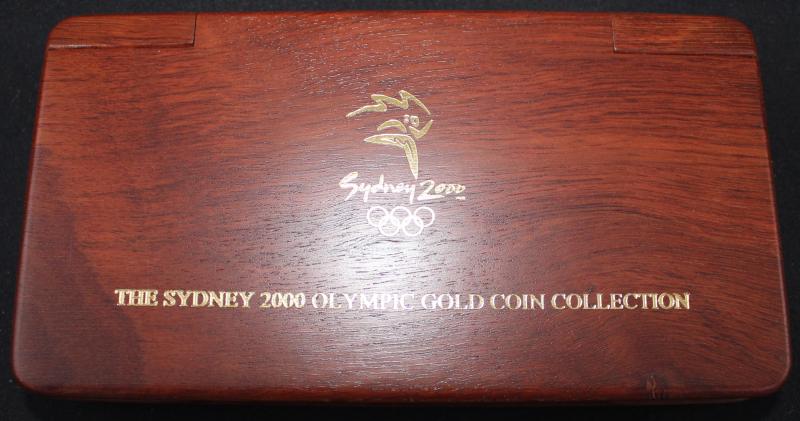 Sydney 2000
THE SYDNEY 2000 OLYMPIC GOLD COIN COLLECTION